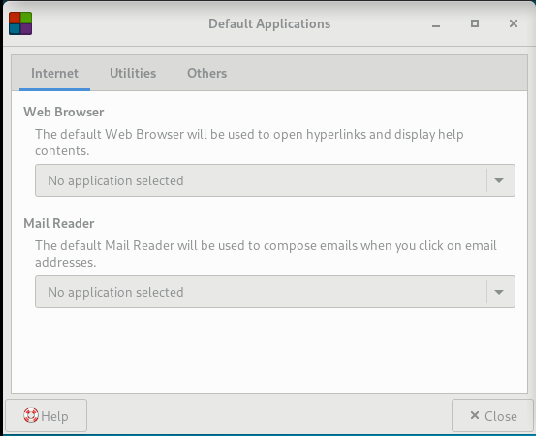 Default Applications
Internet Utilities Others
Web Browser
The default Web Browser will be used to open hyperlinks and display help
contents.
No application selected
Mail Reader
The default Mail Reader will be used to compose emails when you click on email
addresses.
No application selected
Help Close